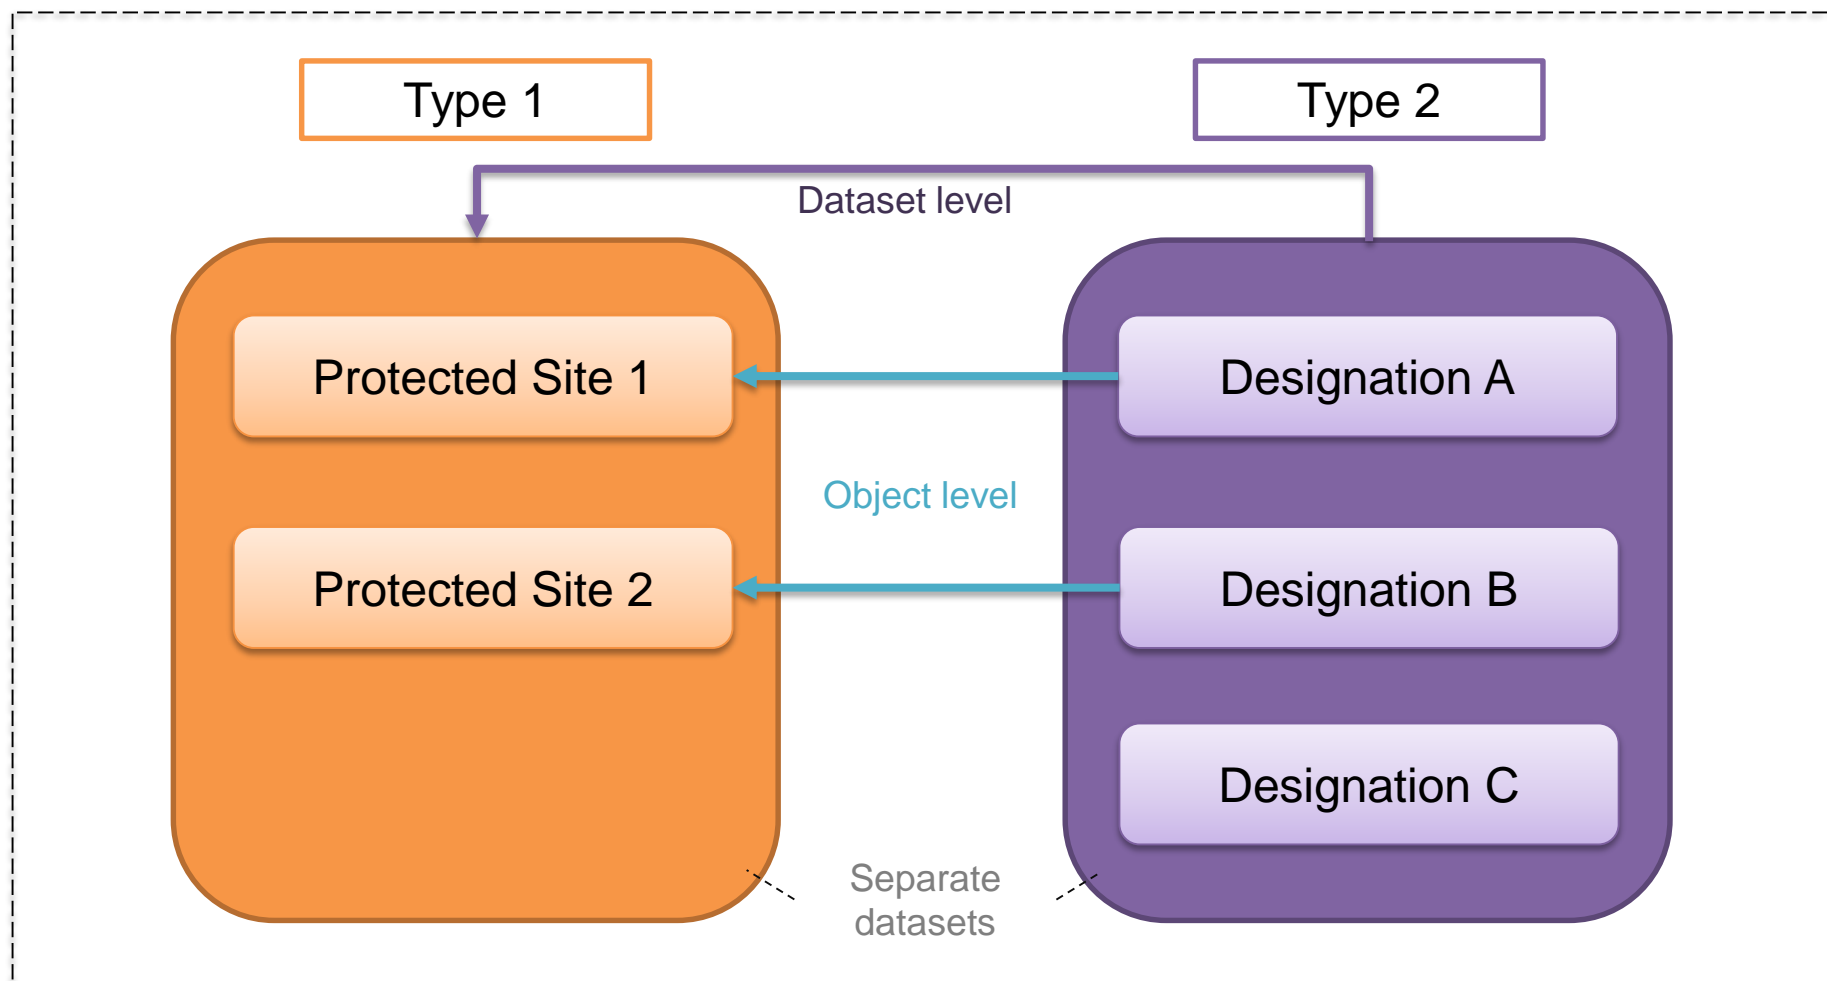 Type 1
Type 2
Dataset level
Protected Site 1
Designation A
Object level
Protected Site 2
Designation B
Designation C
Separate
datasets